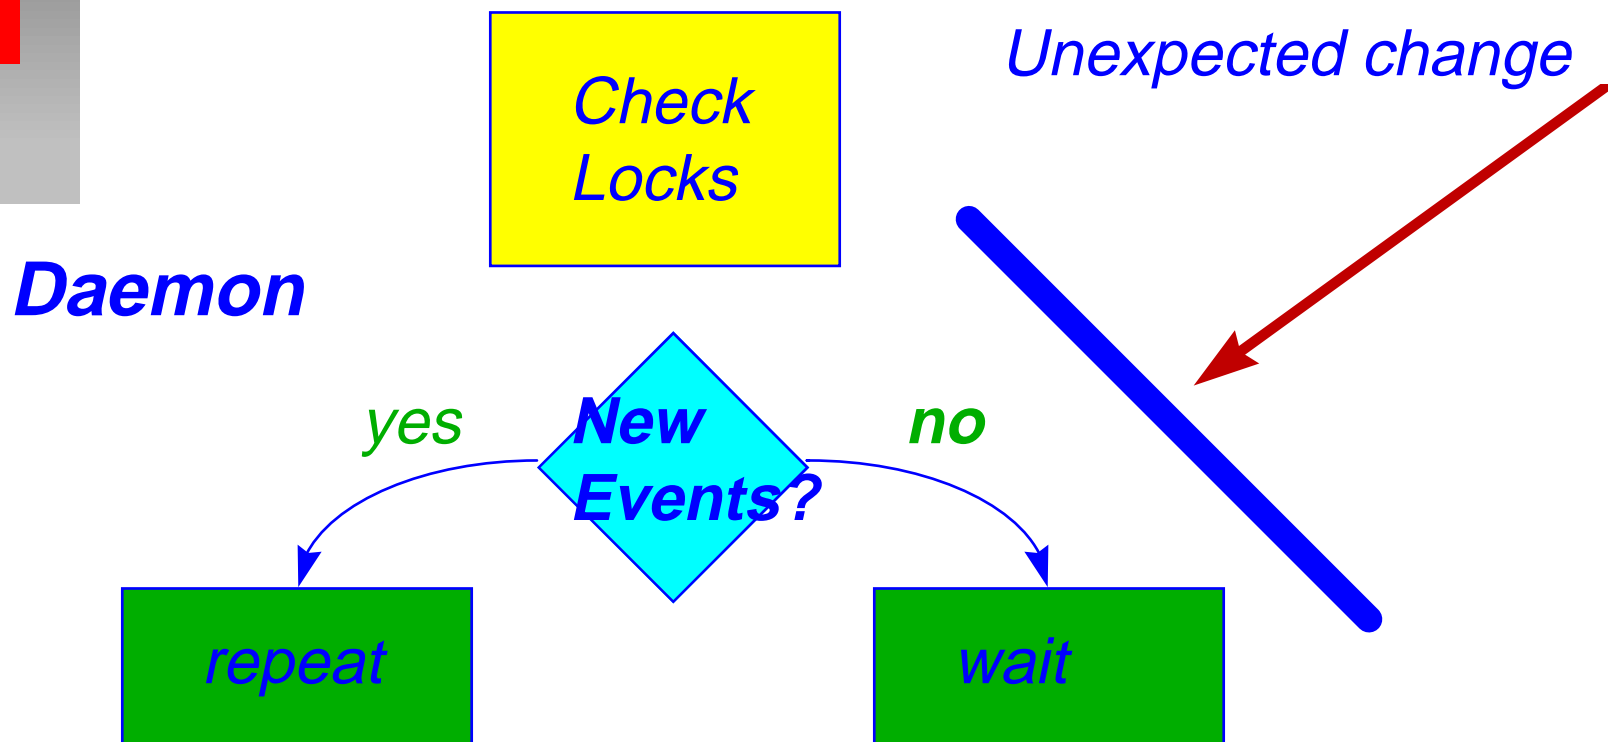 Unexpected change
Check
Locks
Daemon
yes
New
Events?
no
repeat
wait